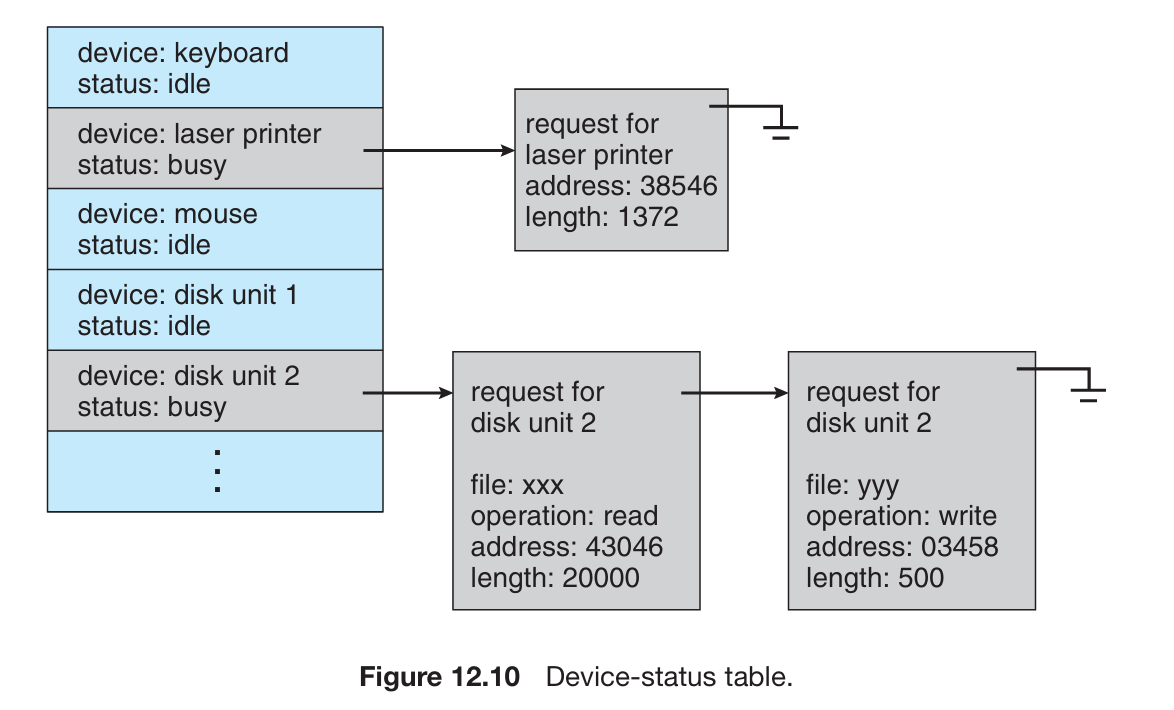 device: keyboard
status: idle
device: laser printer
status: busy
device: mouse
status: idle
device: disk unit 1
status: idle
device: disk unit 2
status: busy
request for
laser printer
address: 38546
length: 1372
request for
disk unit 2
file: xxx
operation: read
address: 43046
length: 20000
request for
disk unit 2
file: yyy
operation: write
address: 03458
length: 500
Figure 12.10 Device-status table.